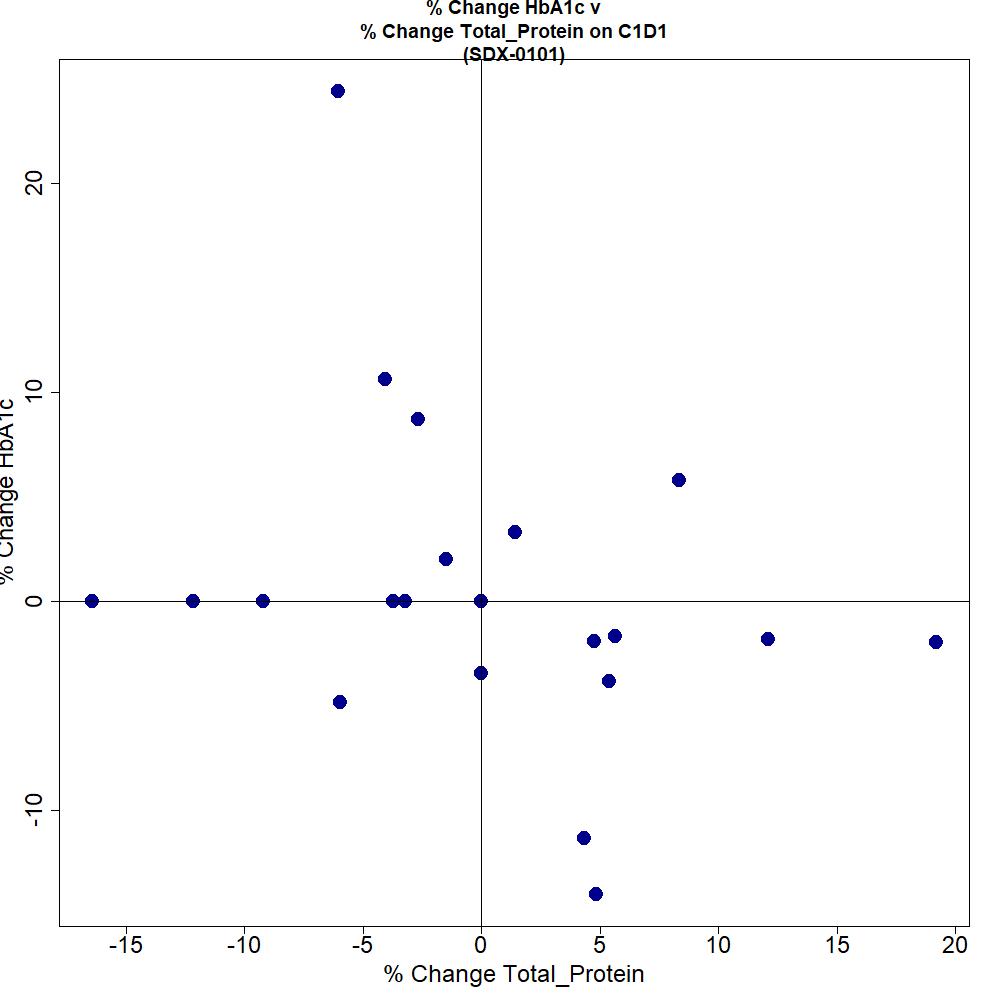 % Change HbA1c v
% Change Total_Protein on C1D1
(SDX-0101)
% Change HbA1c
20
10
0
-10
-15
-10
-5
0
5
10
15
20
% Change Total_Protein